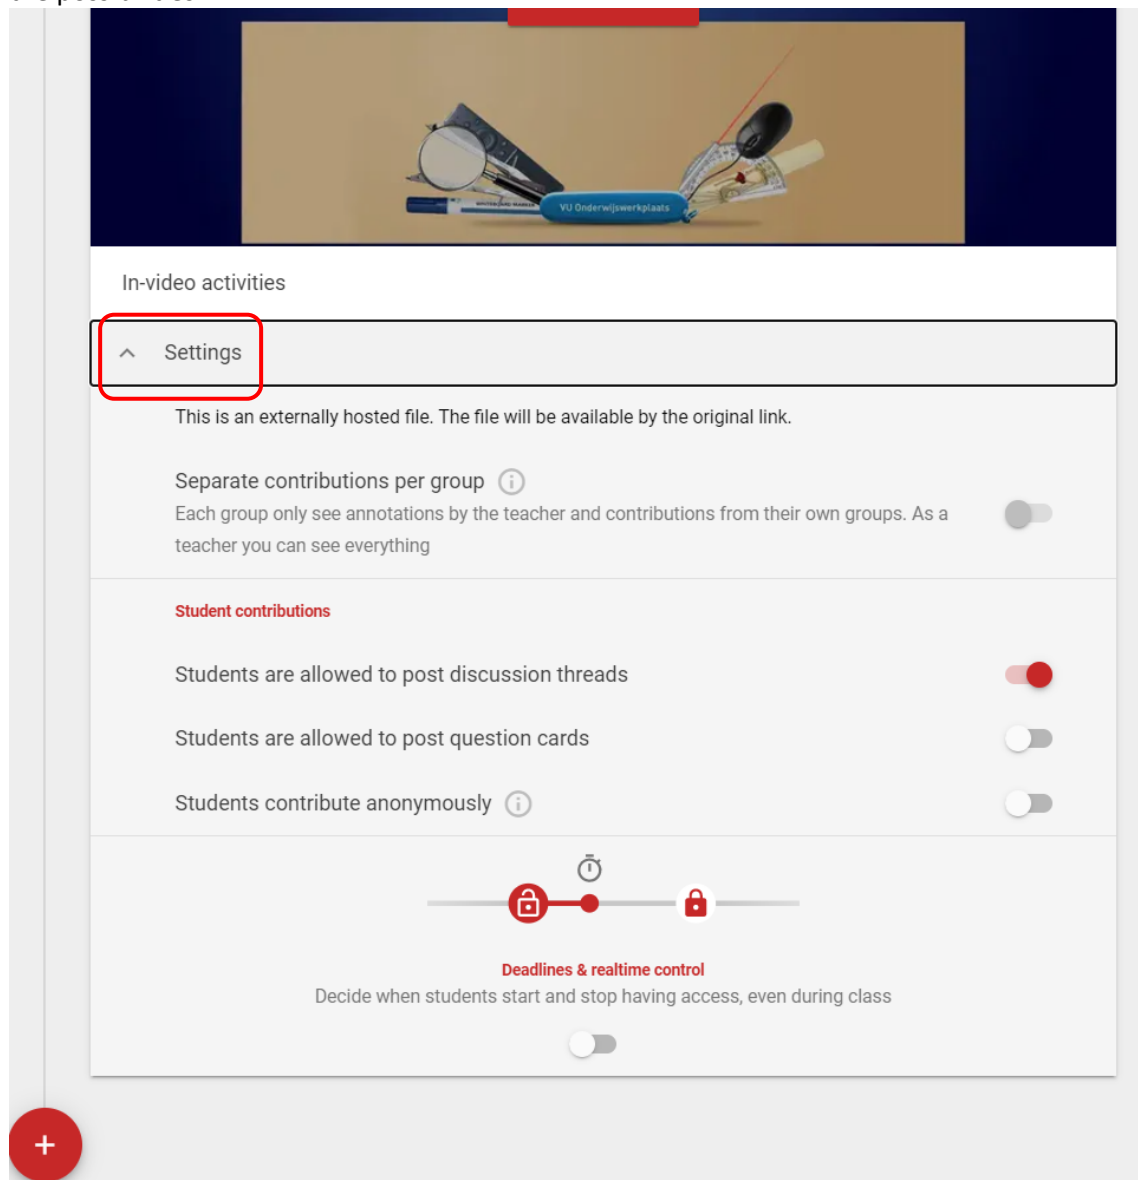 WHITEBOARD MARKER
VU Onderwijswerkplaats
In-video activities
Settings
This is an externally hosted file. The file will be available by the original link.
Separate contributions per group
Each group only see annotations by the teacher and contributions from their own groups. As a
teacher you can see everything
Student contributions
Students are allowed to post discussion threads
Students are allowed to post question cards
Students contribute anonymously
Deadlines & realtime control
Decide when students start and stop having access, even during class